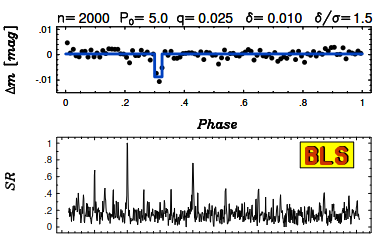 n= 2000 P₀= 5.0 q= 0.025 δ= 0.010 δ/σ= 1.5
.01
0
-.01
Δm [mag]
0 .2 .4 .6 .8 1
Phase
1
.8
.6
.4
.2
0
SR
BLS